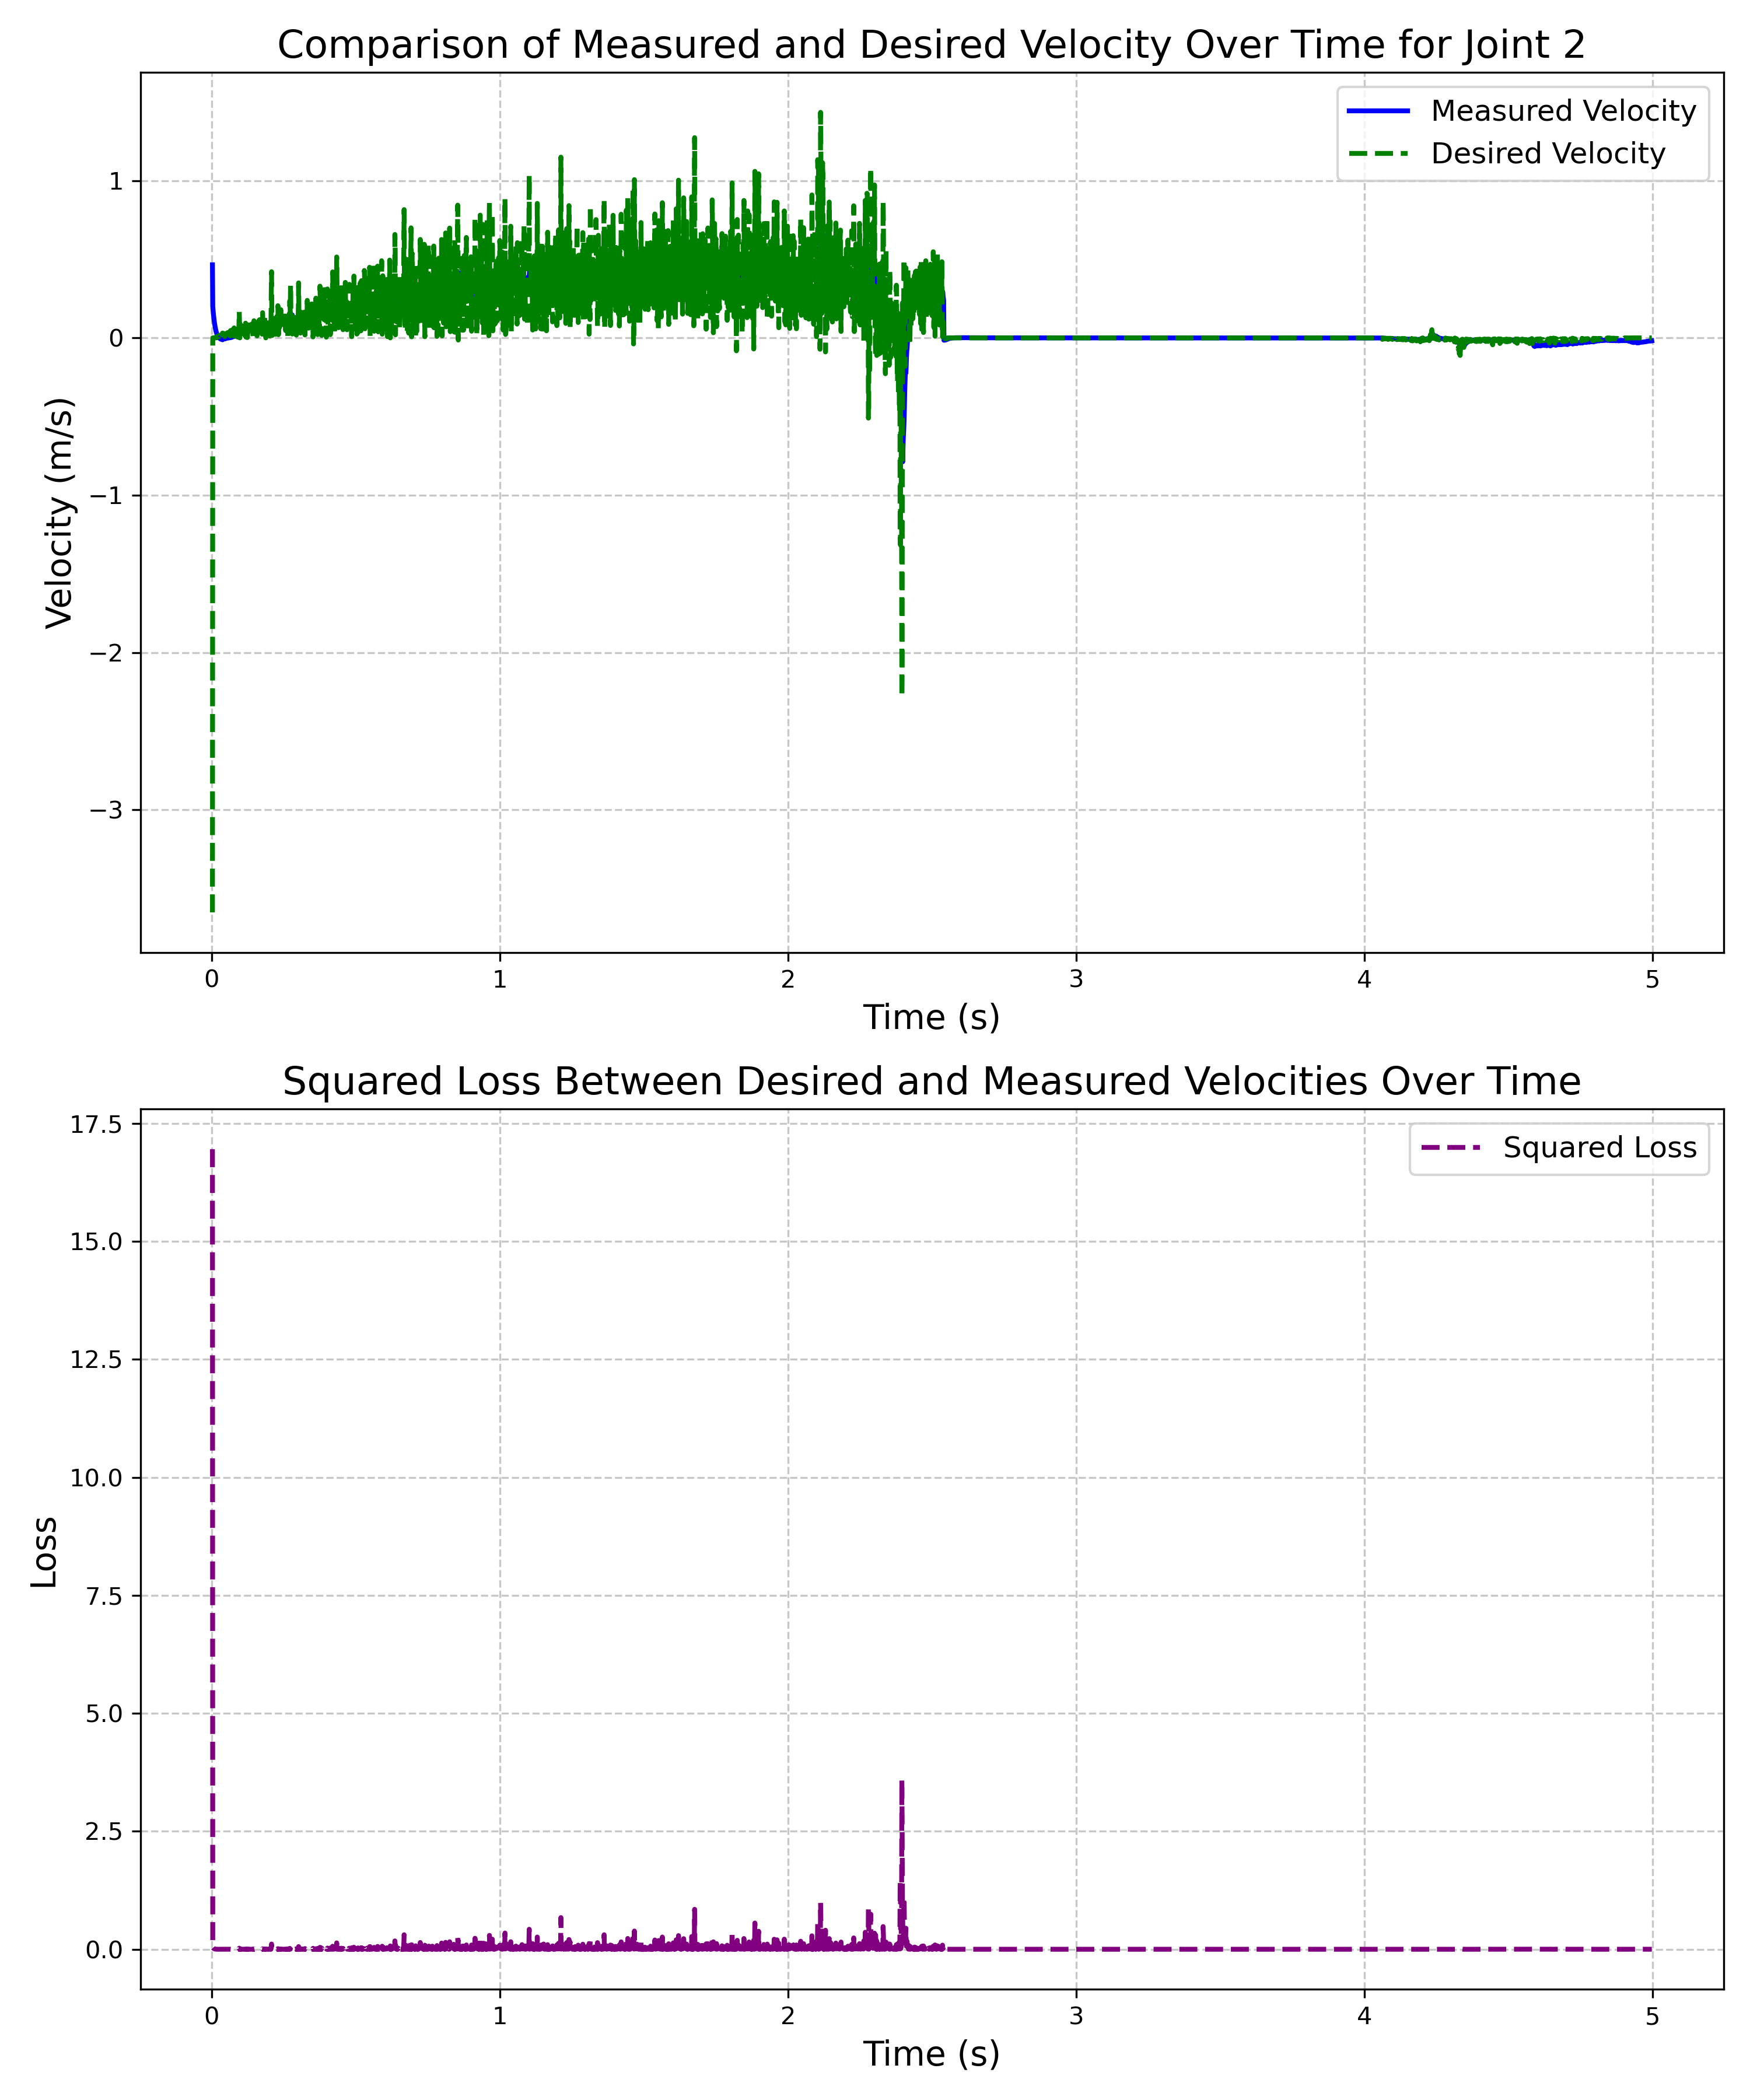 Comparison of Measured and Desired Velocity Over Time for Joint 2
Measured Velocity
Desired Velocity
1
0
−1
−2
−3
Velocity (m/s)
0 1 2 3 4 5
Time (s)
Squared Loss Between Desired and Measured Velocities Over Time
Squared Loss
17.5
15.0
12.5
10.0
7.5
5.0
2.5
0.0
Loss
0 1 2 3 4 5
Time (s)